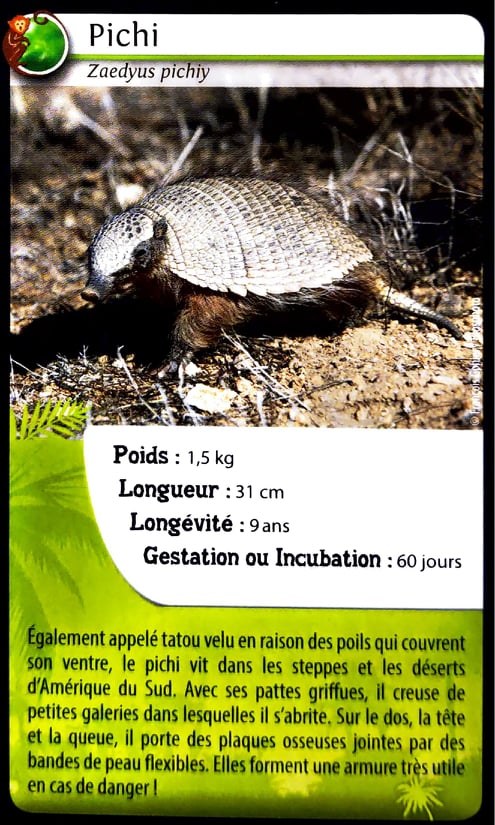 Pichi
Zaedyus pichiy
Poids : 1,5 kg
Longueur : 31 cm
Longévité : 9 ans
Gestation ou Incubation : 60 jours
Également appelé tatou velu en raison des poils qui couvrent
son ventre, le pichi vit dans les steppes et les déserts
d'Amérique du Sud. Avec ses pattes griffues, il creuse de
petites galeries dans lesquelles il s'abrite. Sur le dos, la tête
et la queue, il porte des plaques osseuses jointes par des
bandes de peau flexibles. Elles forment une armure très utile
en cas de danger !